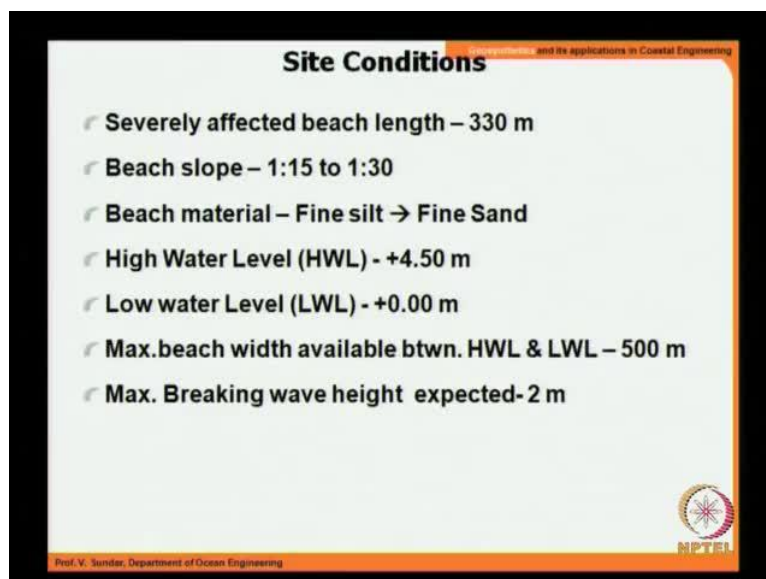 Geosynthetics and its applications in Coastal Engineering
Site Conditions
Severely affected beach length – 330 m
Beach slope – 1:15 to 1:30
Beach material – Fine silt → Fine Sand
High Water Level (HWL) - +4.50 m
Low water Level (LWL) - +0.00 m
Max.beach width available btwn. HWL & LWL – 500 m
Max. Breaking wave height expected- 2 m
NPTEL
Prof. V. Sundar, Department of Ocean Engineering